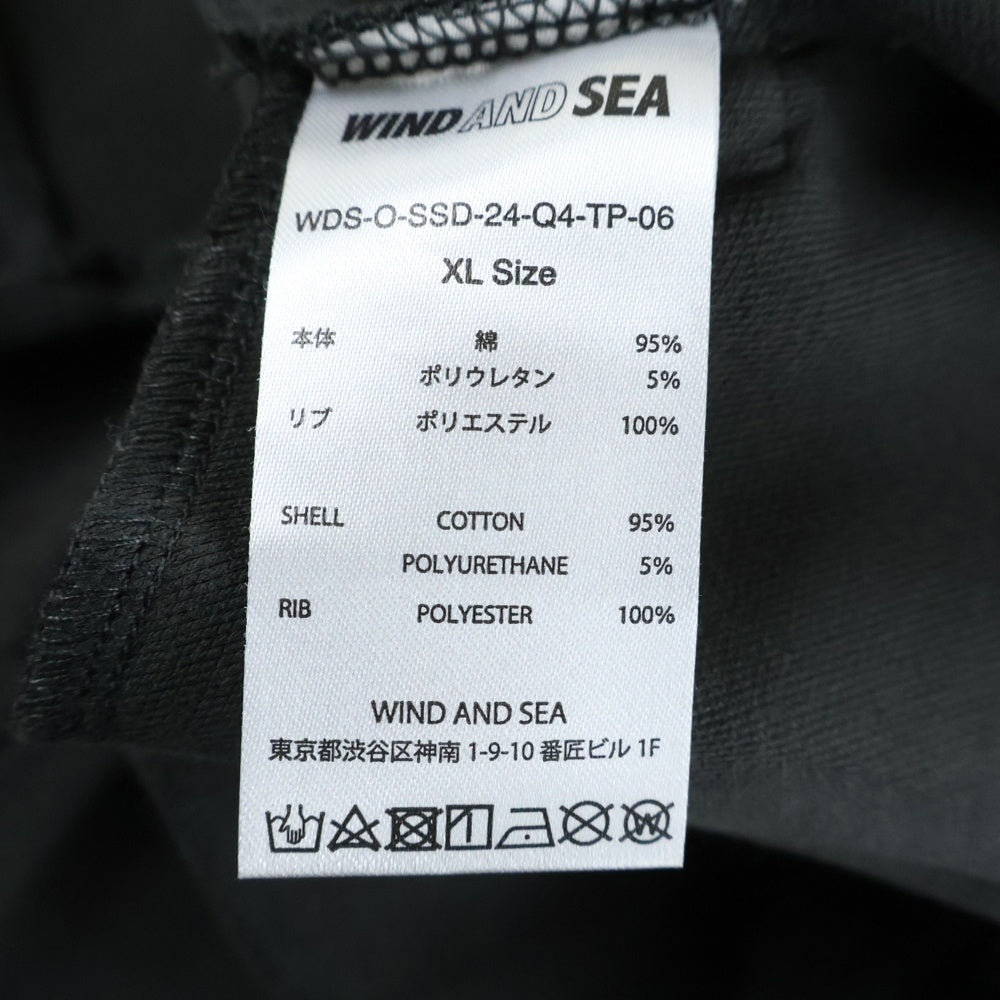 WIND AND SEA
WDS-O-SSD-24-Q4-TP-06
XL Size
本体 綿 95%
ポリウレタン 5%
リブ ポリエステル 100%
SHELL COTTON 95%
POLYURETHANE 5%
RIB POLYESTER 100%
WIND AND SEA
東京都渋谷区神南 1-9-10 番匠ビル 1F
W